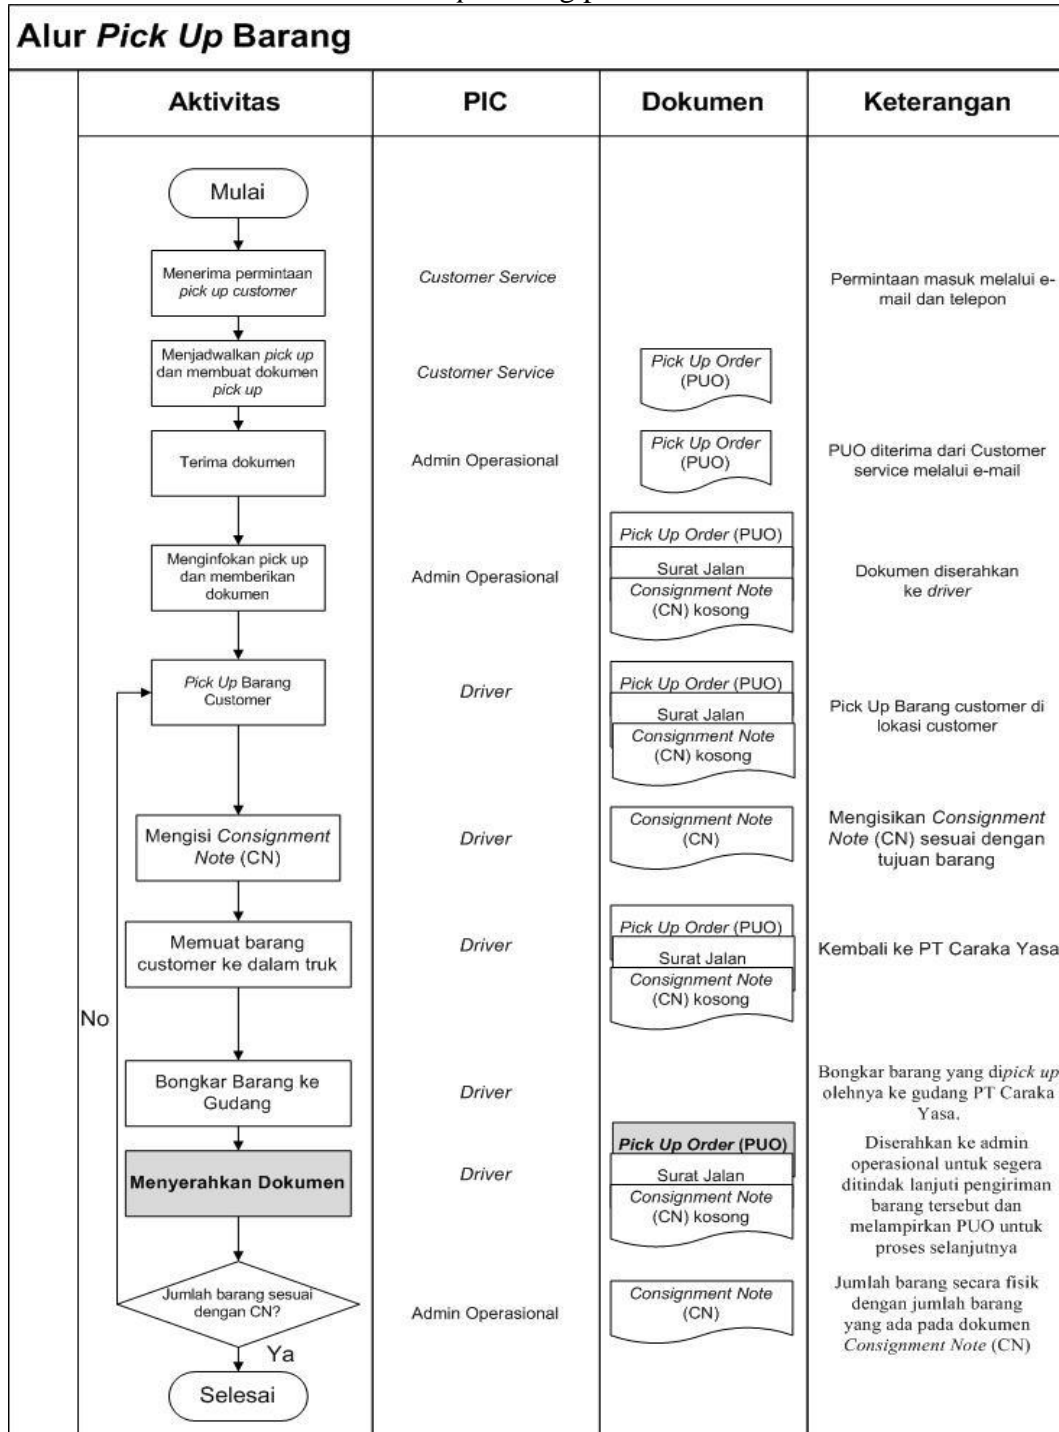 Alur Pick Up Barang
Aktivitas PIC Dokumen Keterangan
Mulai
Menerima permintaan
pick up customer
Customer Service
Permintaan masuk melalui e-
mail dan telepon
Menjadwalkan pick up
dan membuat dokumen
pick up
Customer Service
Pick Up Order
(PUO)
Terima dokumen
Admin Operasional
Pick Up Order
(PUO)
PUO diterima dari Customer
service melalui e-mail
Menginfokan pick up
dan memberikan
dokumen
Admin Operasional
Pick Up Order (PUO)
Surat Jalan
Consignment Note
(CN) kosong
Dokumen diserahkan
ke driver
Pick Up Barang
Customer
Driver
Pick Up Order (PUO)
Surat Jalan
Consignment Note
(CN) kosong
Pick Up Barang customer di
lokasi customer
Mengisi Consignment
Note (CN)
Driver
Consignment Note
(CN)
Mengisikan Consignment
Note (CN) sesuai dengan
tujuan barang
Memuat barang
customer ke dalam truk
Driver
Pick Up Order (PUO)
Surat Jalan
Consignment Note
(CN) kosong
Kembali ke PT Caraka Yasa
No
Bongkar Barang ke
Gudang
Driver
Bongkar barang yang dipick up
olehnya ke gudang PT Caraka
Yasa.
Menyerahkan Dokumen
Driver
Pick Up Order (PUO)
Surat Jalan
Consignment Note
(CN) kosong
Diserahkan ke admin
operasional untuk segera
ditindak lanjuti pengiriman
barang tersebut dan
melampirkan PUO untuk
proses selanjutnya
Jumlah barang sesuai
dengan CN?
Admin Operasional
Consignment Note
(CN)
Jumlah barang secara fisik
dengan jumlah barang
yang ada pada dokumen
Consignment Note (CN)
Ya
Selesai